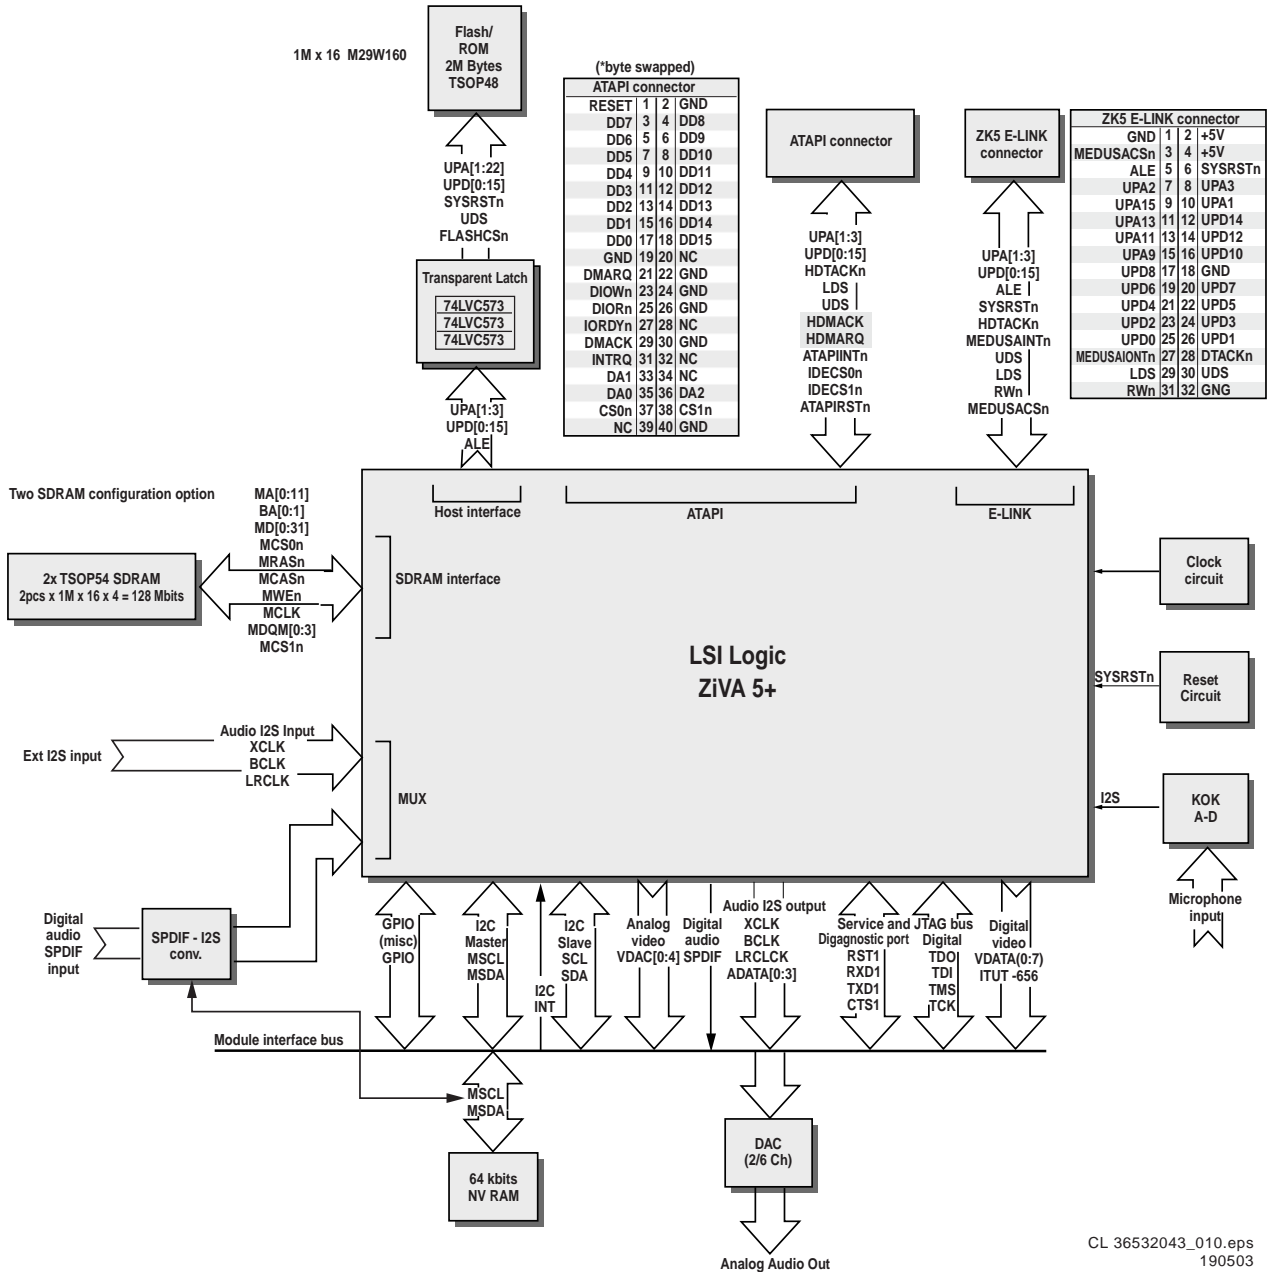 1M x 16 M29W160
Flash/
ROM
2M Bytes
TSOP48
UPA[1:22]
UPD[0:15]
SYSRSTn
UDS
FLASHCSn
Transparent Latch
74LVC573
74LVC573
74LVC573
UPA[1:3]
UPD[0:15]
ALE
(*byte swapped)
ATAPI connector
RESET 1 2 GND
DD7 3 4 DD8
DD6 5 6 DD9
DD5 7 8 DD10
DD4 9 10 DD11
DD3 11 12 DD12
DD2 13 14 DD13
DD1 15 16 DD14
DD0 17 18 DD15
GND 19 20 NC
DMARQ 21 22 GND
DIOWn 23 24 GND
DIORn 25 26 GND
IORDYn 27 28 NC
DMACK 29 30 GND
INTRQ 31 32 NC
DA1 33 34 NC
DA0 35 36 DA2
CS0n 37 38 CS1n
NC 39 40 GND
ATAPI connector
UPA[1:3]
UPD[0:15]
HDTACKn
LDS
UDS
HDMACK
HDMARQ
ATAPIINTn
IDECS0n
IDECS1n
ATAPIRSTn
ZK5 E-LINK
connector
UPA[1:3]
UPD[0:15]
ALE
SYSRSTn
HDTACKn
MEDUSAINTn
UDS
LDS
RWn
MEDUSACSn
ZK5 E-LINK connector
GND 1 2 +5V
MEDUSACSn 3 4 +5V
ALE 5 6 SYSRSTn
UPA2 7 8 UPA3
UPA15 9 10 UPA1
UPA13 11 12 UPD14
UPA11 13 14 UPD12
UPA9 15 16 UPD10
UPD8 17 18 GND
UPD6 19 20 UPD7
UPD4 21 22 UPD5
UPD2 23 24 UPD3
UPD0 25 26 UPD1
MEDUSAIONTn 27 28 DTACKn
LDS 29 30 UDS
RWn 31 32 GNG
Two SDRAM configuration option
MA[0:11]
BA[0:1]
MD[0:31]
MCS0n
MRASn
MCASn
MWEn
MCLK
MDQM[0:3]
MCS1n
2x TSOP54 SDRAM
2pcs x 1M x 16 x 4 = 128 Mbits
Host interface
ATAPI
E-LINK
SDRAM interface
LSI Logic
ZiVA 5+
MUX
Clock
circuit
SYSRSTn
Reset
Circuit
I2S
KOK
A-D
Microphone
input
Ext I2S input
Audio I2S Input
XCLK
BCLK
LRCLK
Digital
audio
SPDIF
input
SPDIF - I2S
conv.
GPIO
(misc)
GPIO
I2C
Master
MSCL
MSDA
I2C
INT
I2C
Slave
SCL
SDA
Analog
video
VDAC[0:4]
Digital
audio
SPDIF
Audio I2S output
XCLK
BCLK
LRCLCK
ADATA[0:3]
Service and
Digagnostic port
RST1
RXD1
TXD1
CTS1
JTAG bus
Digital
TDO
TDI
TMS
TCK
Digital
video
VDATA(0:7)
ITUT -656
Module interface bus
MSCL
MSDA
64 kbits
NV RAM
DAC
(2/6 Ch)
Analog Audio Out
CL 36532043_010.eps
190503